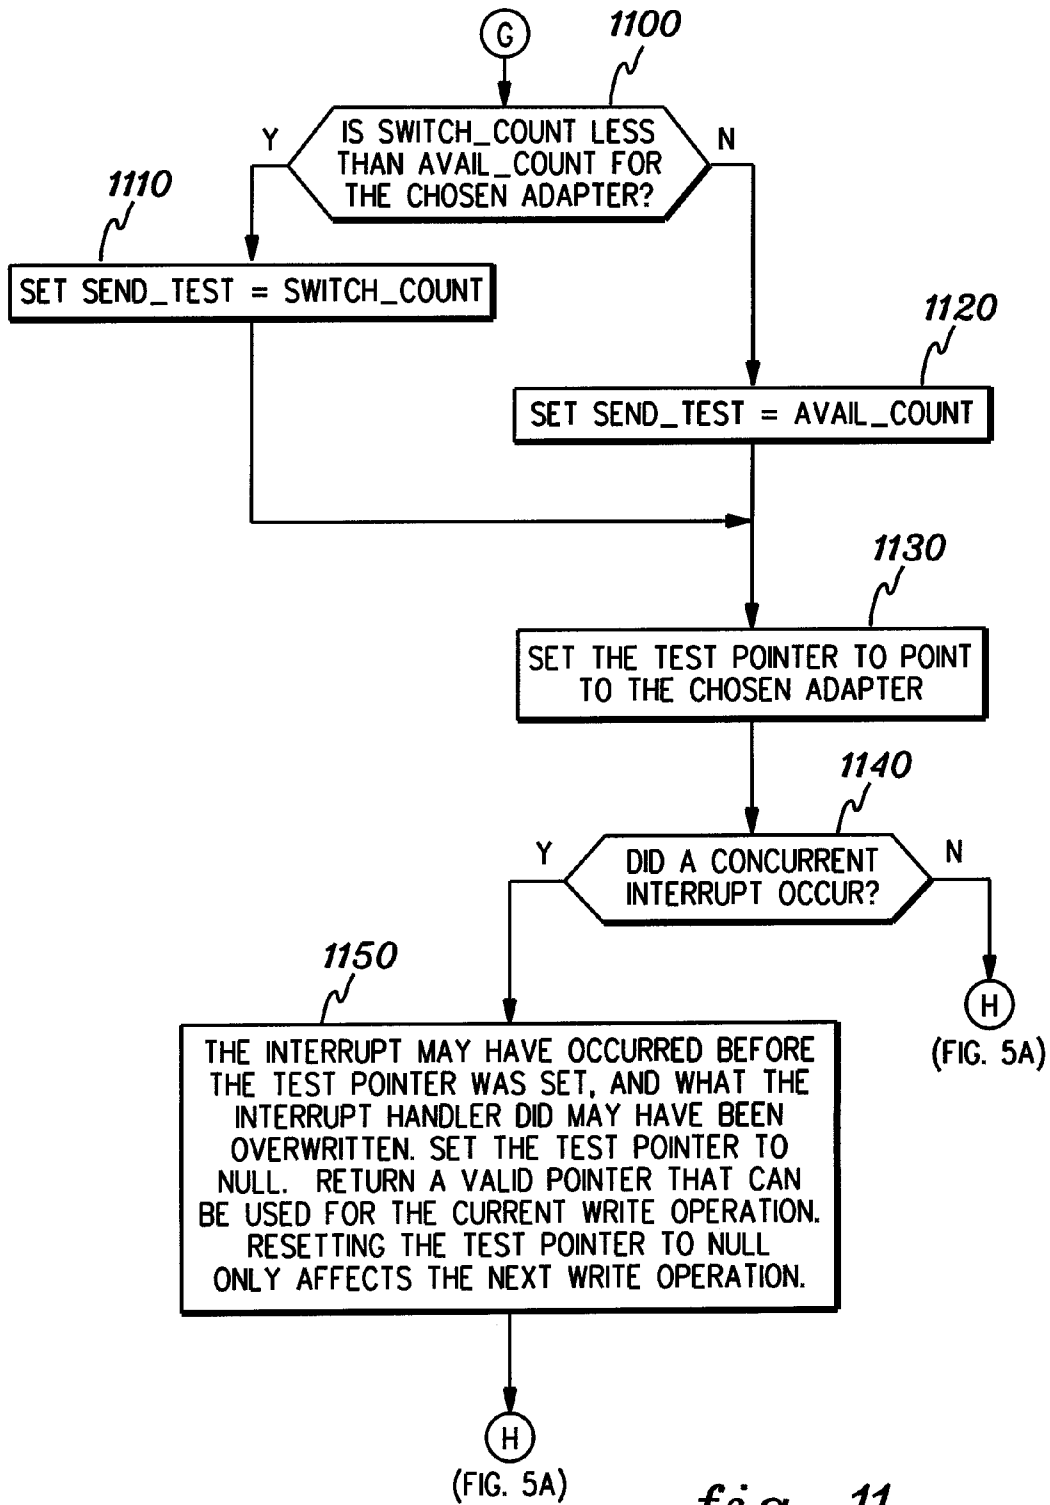 G
1100
IS SWITCH_COUNT LESS
THAN AVAIL_COUNT FOR
THE CHOSEN ADAPTER?
Y
N
1110
SET SEND_TEST = SWITCH_COUNT
1120
SET SEND_TEST = AVAIL_COUNT
1130
SET THE TEST POINTER TO POINT
TO THE CHOSEN ADAPTER
1140
DID A CONCURRENT
INTERRUPT OCCUR?
Y
N
H
(FIG. 5A)
1150
THE INTERRUPT MAY HAVE OCCURRED BEFORE
THE TEST POINTER WAS SET, AND WHAT THE
INTERRUPT HANDLER DID MAY HAVE BEEN
OVERWRITTEN. SET THE TEST POINTER TO
NULL. RETURN A VALID POINTER THAT CAN
BE USED FOR THE CURRENT WRITE OPERATION.
RESETTING THE TEST POINTER TO NULL
ONLY AFFECTS THE NEXT WRITE OPERATION.
H
(FIG. 5A)
fig. 11